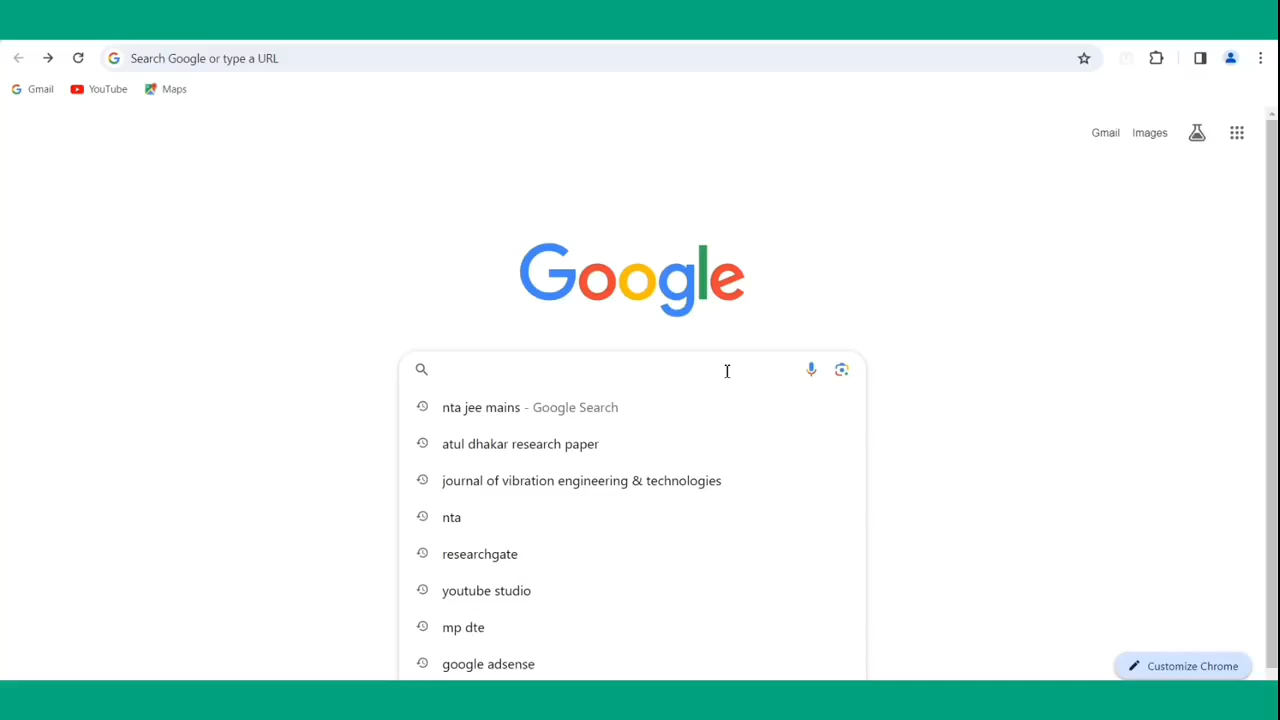 Search Google or type a URL
Gmail YouTube Maps
Gmail Images
Google
nta jee mains - Google Search
atul dhakar research paper
journal of vibration engineering & technologies
nta
researchgate
youtube studio
mp dte
google adsense
Customize Chrome